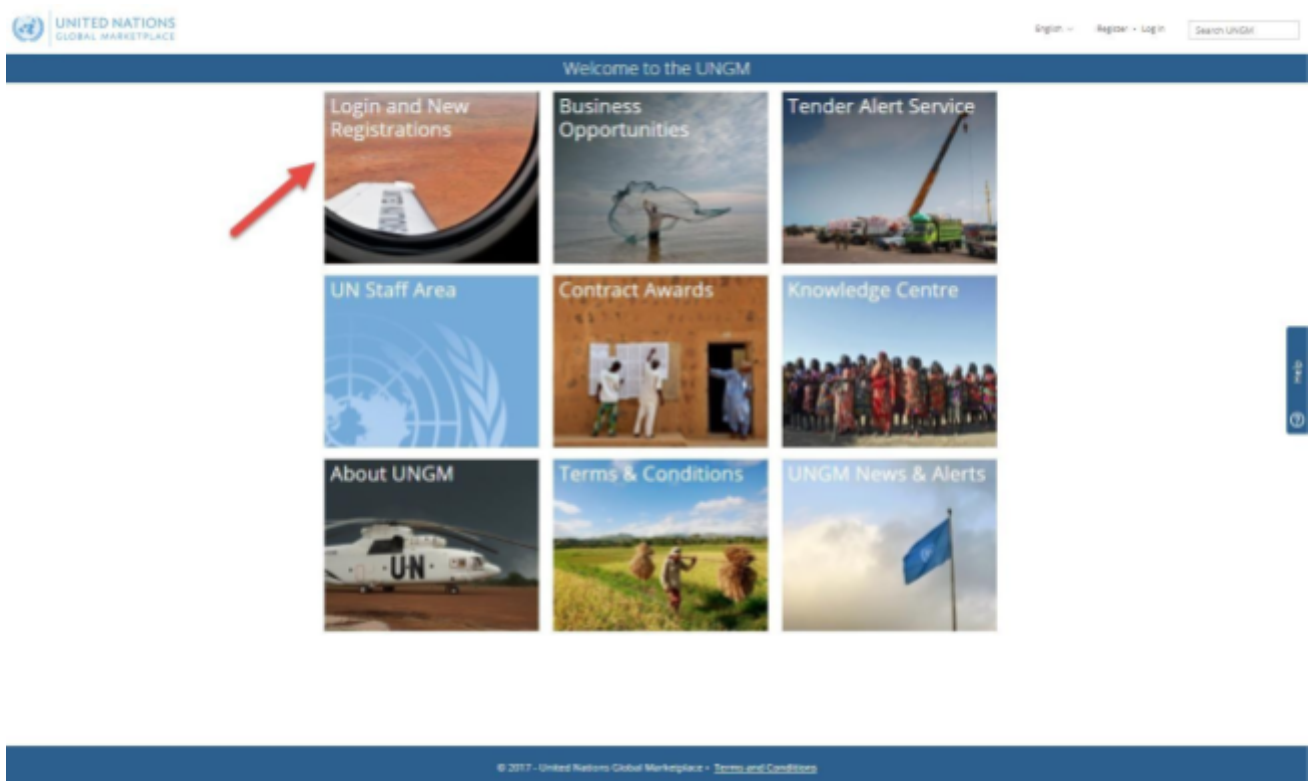 UNITED NATIONS
GLOBAL MARKETPLACE
English
Register • Log in
Search UNGM
Welcome to the UNGM
Login and New
Registrations
Business
Opportunities
Tender Alert Service
UN Staff Area
Contract Awards
Knowledge Centre
Help
About UNGM
UN
Terms & Conditions
UNGM News & Alerts
© 2017 - United Nations Global Marketplace • Terms and Conditions